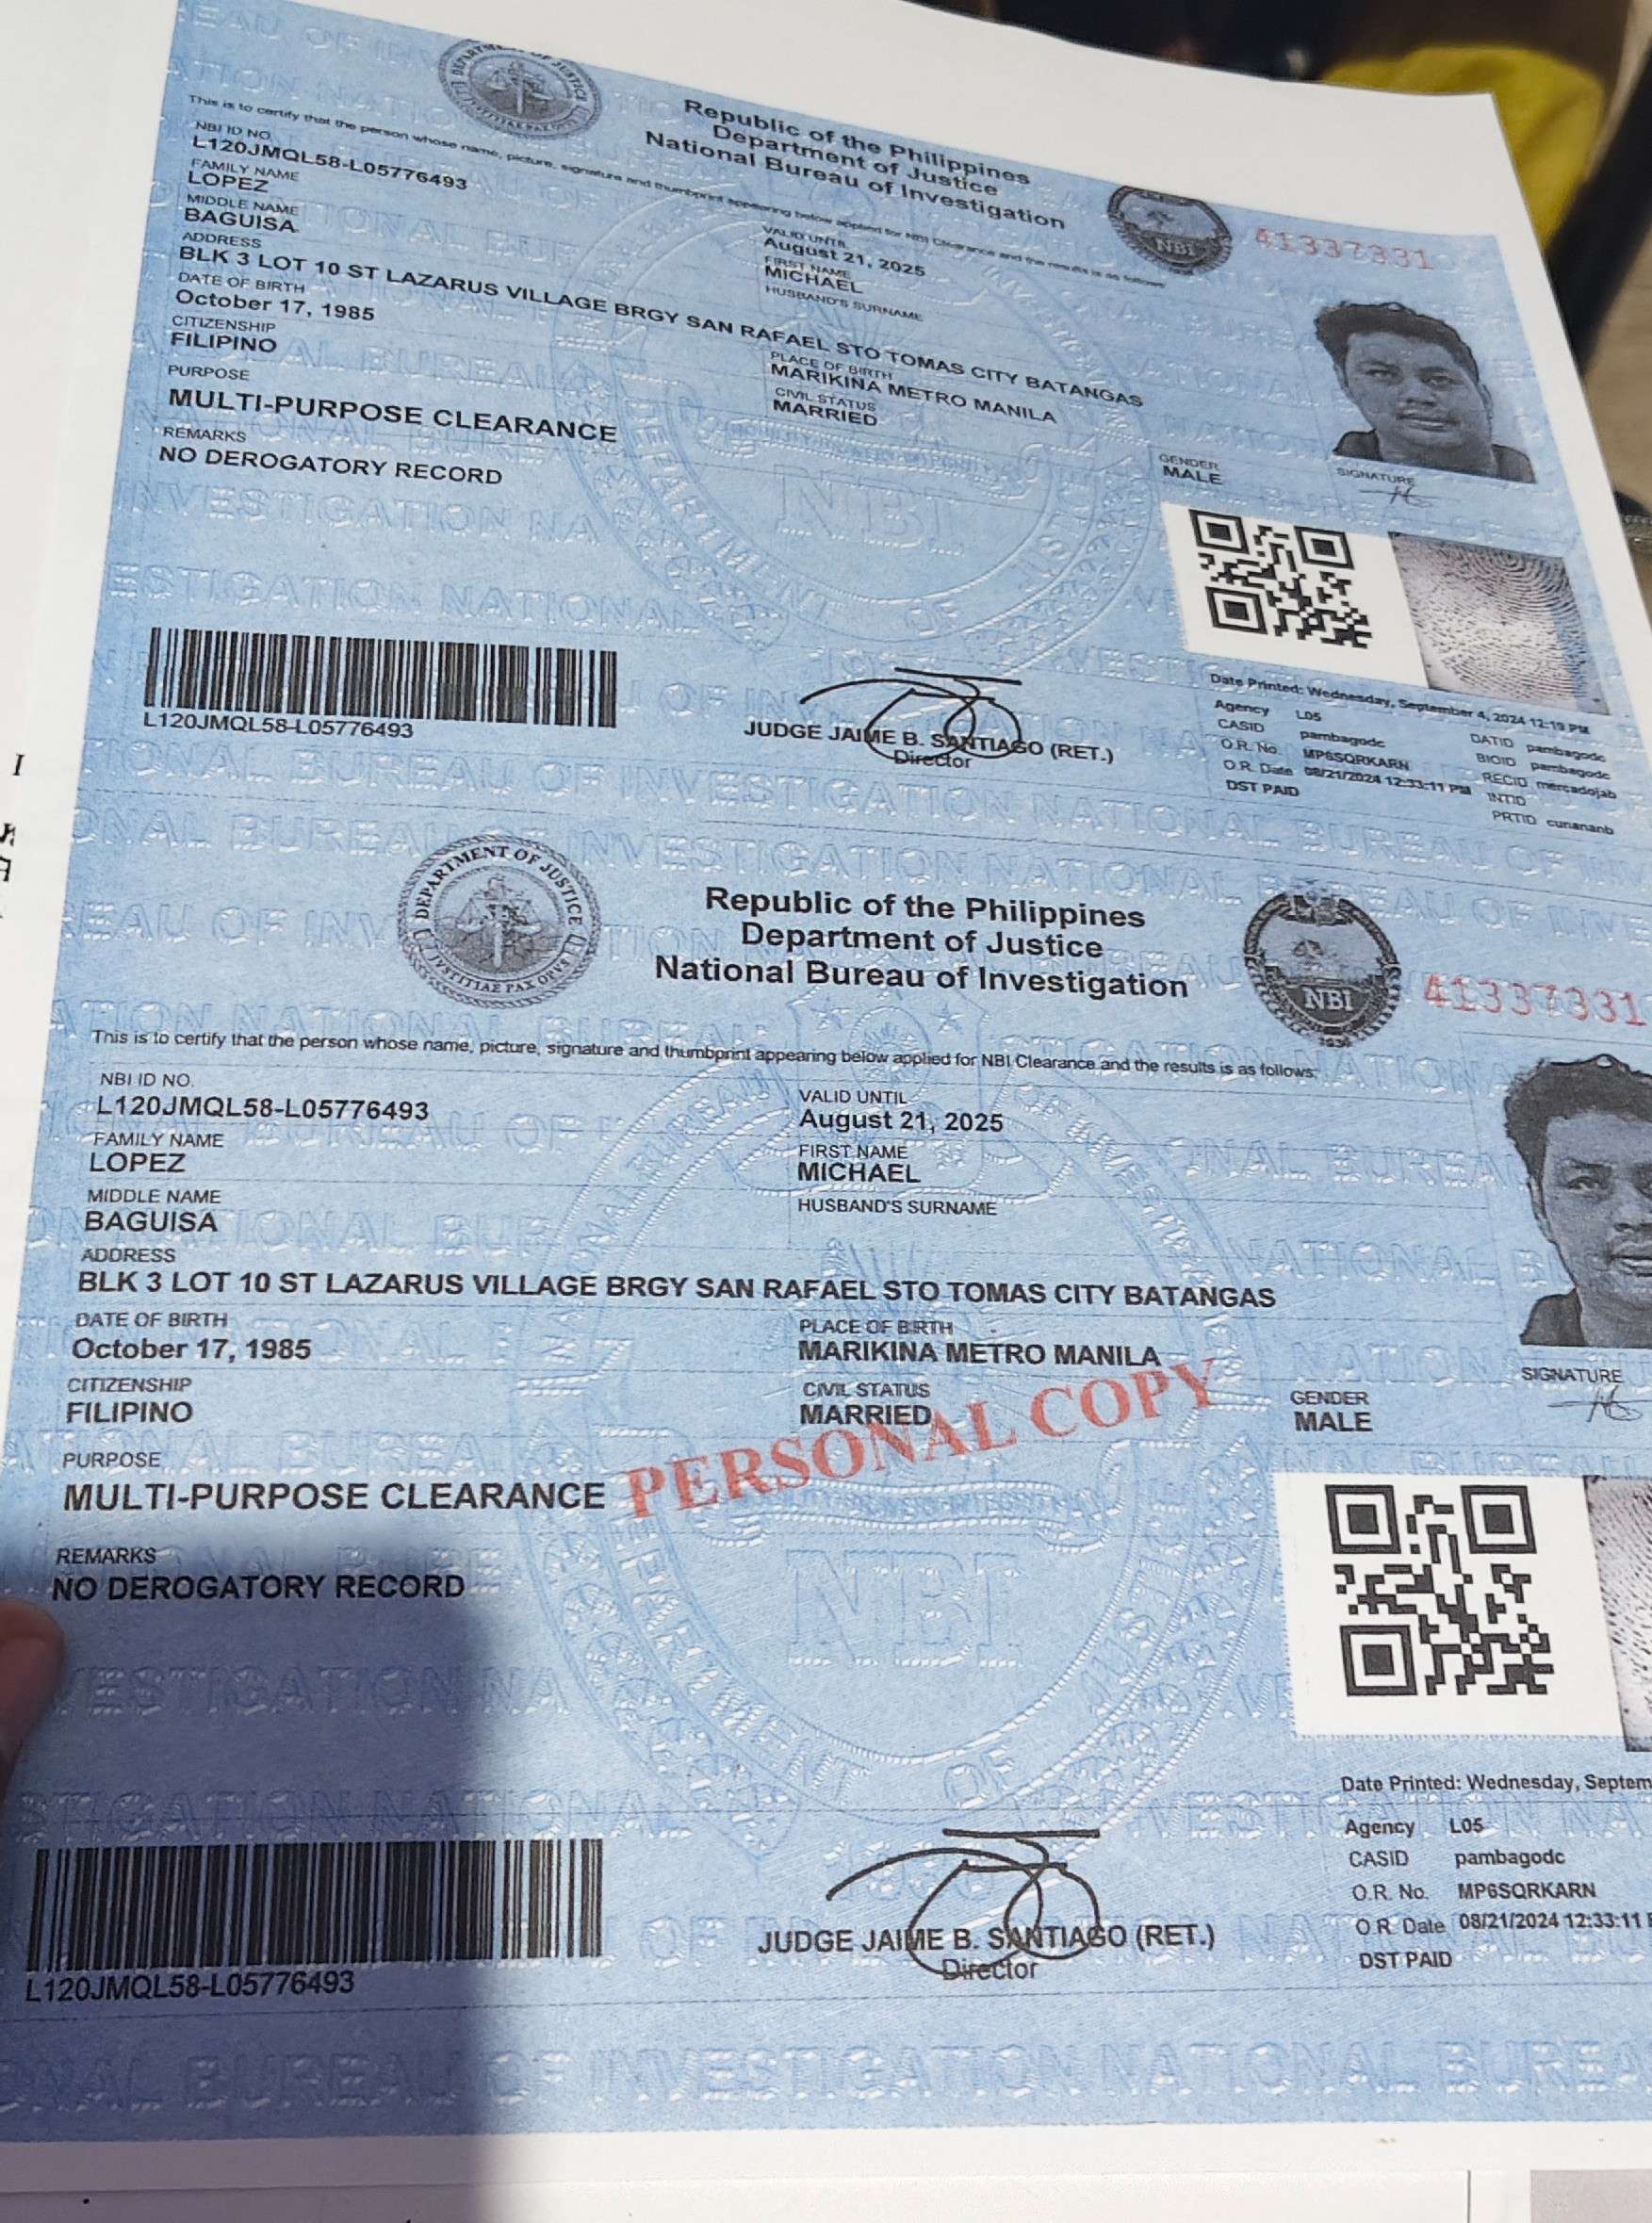 Republic of the Philippines
Department of Justice
National Bureau of Investigation
41337331
This is to certify that the person whose name, picture, signature and thumbprint appearing below applied for NBI Clearance and the results is as follows:
NBI ID NO.
L120JMQL58-L05776493
VALID UNTIL
August 21, 2025
FAMILY NAME
LOPEZ
FIRST NAME
MICHAEL
MIDDLE NAME
BAGUISA
HUSBAND'S SURNAME
ADDRESS
BLK 3 LOT 10 ST LAZARUS VILLAGE BRGY SAN RAFAEL STO TOMAS CITY BATANGAS
DATE OF BIRTH
October 17, 1985
PLACE OF BIRTH
MARIKINA METRO MANILA
CITIZENSHIP
FILIPINO
CIVIL STATUS
MARRIED
GENDER
MALE
SIGNATURE
PURPOSE
MULTI-PURPOSE CLEARANCE
REMARKS
NO DEROGATORY RECORD
L120JMQL58-L05776493
JUDGE JAIME B. SANTIAGO (RET.)
Director
Date Printed: Wednesday, September 4, 2024 12:19 PM
Agency L05
CASID pambagodc
DATID pambagodc
O.R. No. MP6SQRKARN
BIOID pambagodc
O.R. Date 08/21/2024 12:33:11 PM
RECID mercadojab
DST PAID
INTID
PRTID cunananb
DEPARTMENT OF JUSTICE
JUSTITIAE PAX OPUS
Republic of the Philippines
Department of Justice
National Bureau of Investigation
NBI
41337331
This is to certify that the person whose name, picture, signature and thumbprint appearing below applied for NBI Clearance and the results is as follows:
NBI ID NO.
L120JMQL58-L05776493
VALID UNTIL
August 21, 2025
FAMILY NAME
LOPEZ
FIRST NAME
MICHAEL
MIDDLE NAME
BAGUISA
HUSBAND'S SURNAME
ADDRESS
BLK 3 LOT 10 ST LAZARUS VILLAGE BRGY SAN RAFAEL STO TOMAS CITY BATANGAS
DATE OF BIRTH
October 17, 1985
PLACE OF BIRTH
MARIKINA METRO MANILA
CITIZENSHIP
FILIPINO
CIVIL STATUS
MARRIED
GENDER
MALE
SIGNATURE
PERSONAL COPY
PURPOSE
MULTI-PURPOSE CLEARANCE
REMARKS
NO DEROGATORY RECORD
L120JMQL58-L05776493
JUDGE JAIME B. SANTIAGO (RET.)
Director
Date Printed: Wednesday, Septem
Agency L05
CASID pambagodc
O.R. No. MP6SQRKARN
O.R. Date 08/21/2024 12:33:11
DST PAID